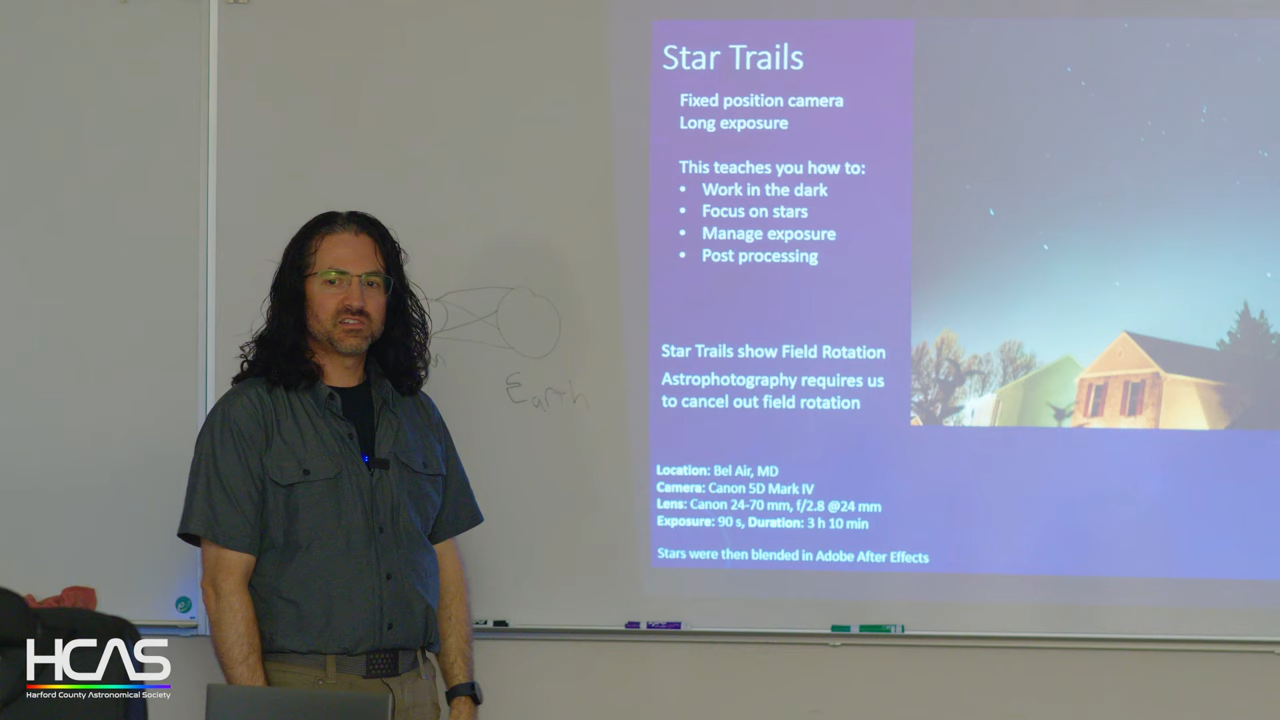 Star Trails
Fixed position camera
Long exposure
This teaches you how to:
• Work in the dark
• Focus on stars
• Manage exposure
• Post processing
Star Trails show Field Rotation
Astrophotography requires us
to cancel out field rotation
Location: Bel Air, MD
Camera: Canon 5D Mark IV
Lens: Canon 24-70 mm, f/2.8 @24 mm
Exposure: 90 s, Duration: 3 h 10 min
Stars were then blended in Adobe After Effects
Earth
HCAS
Harford County Astronomical Society